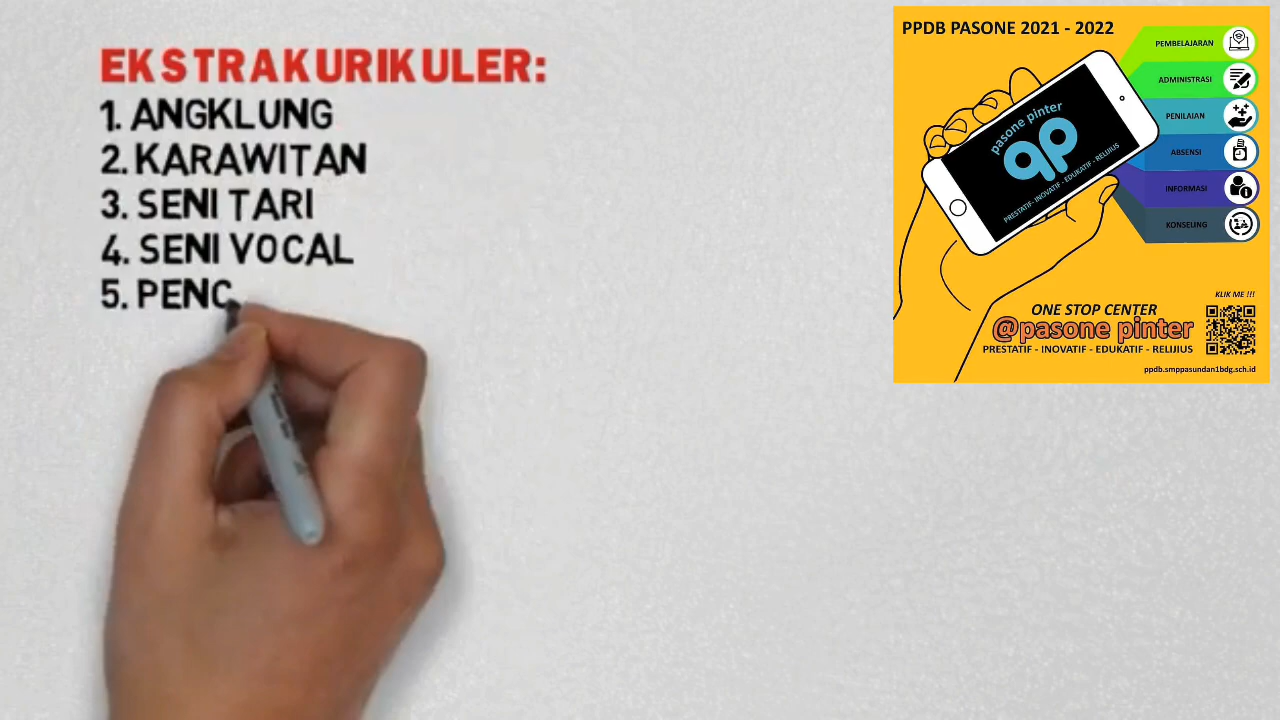 EKSTRAKURIKULER:
1. ANGKLUNG
2. KARAWITAN
3. SENI TARI
4. SENI VOCAL
5. PENC
PPDB PASONE 2021 - 2022
PEMBELAJARAN
ADMINISTRASI
PENILAIAN
ABSENSI
INFORMASI
KONSELING
pasone pinter
ap
PRESTATIF- INOVATIF - EDUKATIF - RELIJIUS
KLIK ME !!!
ONE STOP CENTER
@pasone pinter
PRESTATIF - INOVATIF - EDUKATIF - RELIJIUS
ppdb.smppasundan1bdg.sch.id